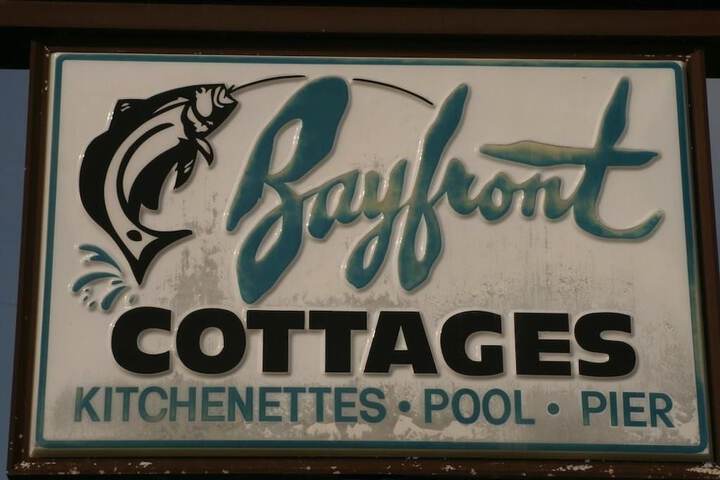 Bayfront
COTTAGES
KITCHENETTES • POOL • PIER